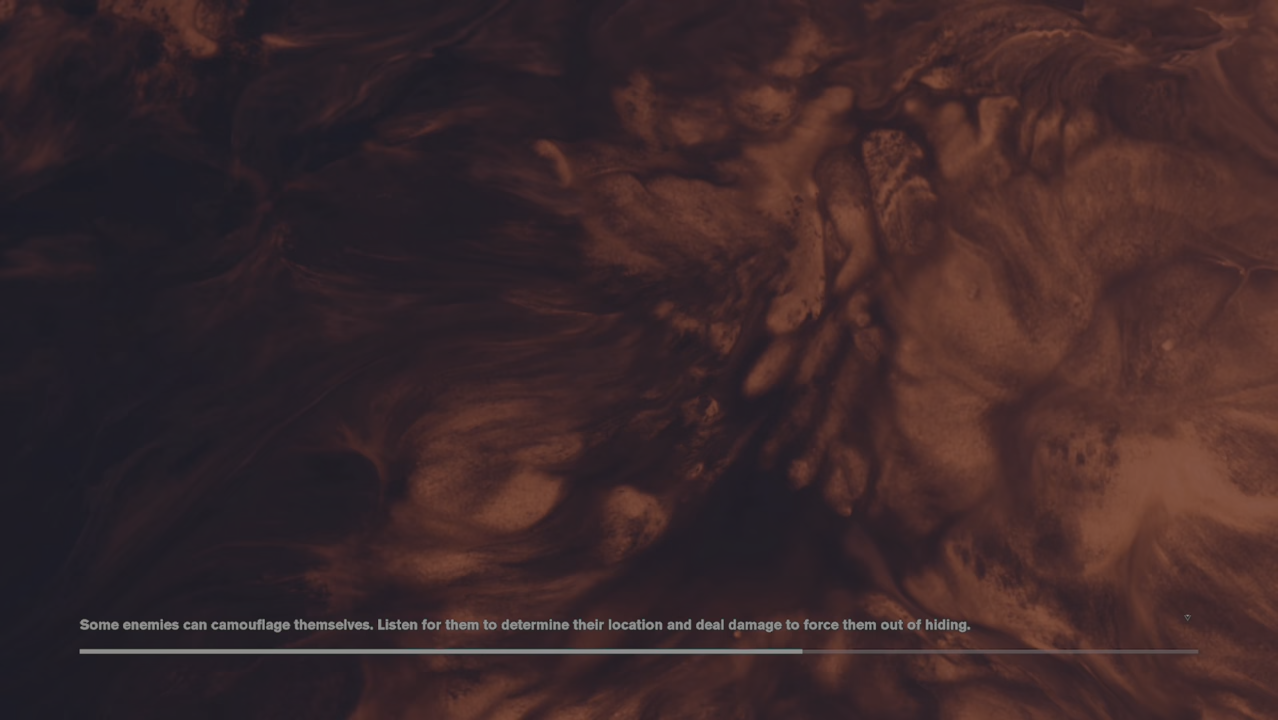 Some enemies can camouflage themselves. Listen for them to determine their location and deal damage to force them out of hiding.